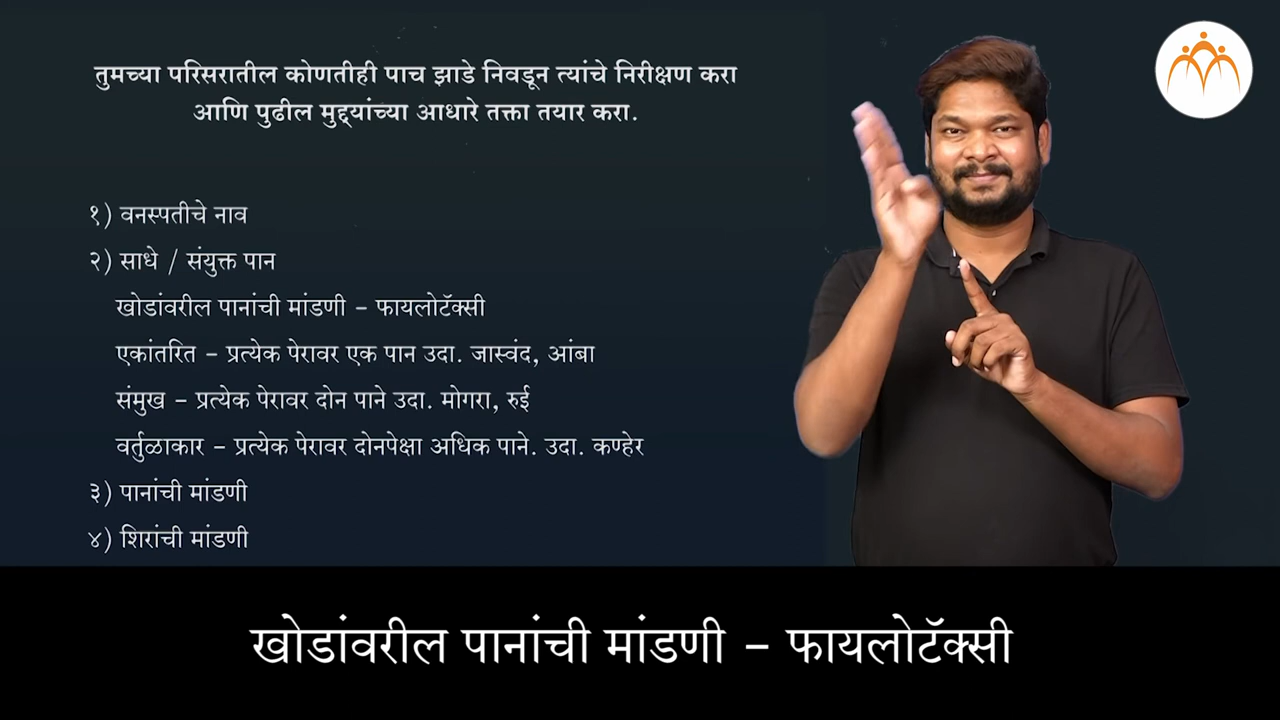 तुमच्या परिसरातील कोणतीही पाच झाडे निवडून त्यांचे निरीक्षण करा
आणि पुढील मुद्द्यांच्या आधारे तक्ता तयार करा.
१) वनस्पतीचे नाव
२) साधे / संयुक्त पान
खोडांवरील पानांची मांडणी – फायलोटॅक्सी
एकांतरित – प्रत्येक पेरावर एक पान उदा. जास्वंद, आंबा
संमुख – प्रत्येक पेरावर दोन पाने उदा. मोगरा, रुई
वर्तुळाकार – प्रत्येक पेरावर दोनपेक्षा अधिक पाने. उदा. कण्हेर
३) पानांची मांडणी
४) शिरांची मांडणी
खोडांवरील पानांची मांडणी – फायलोटॅक्सी